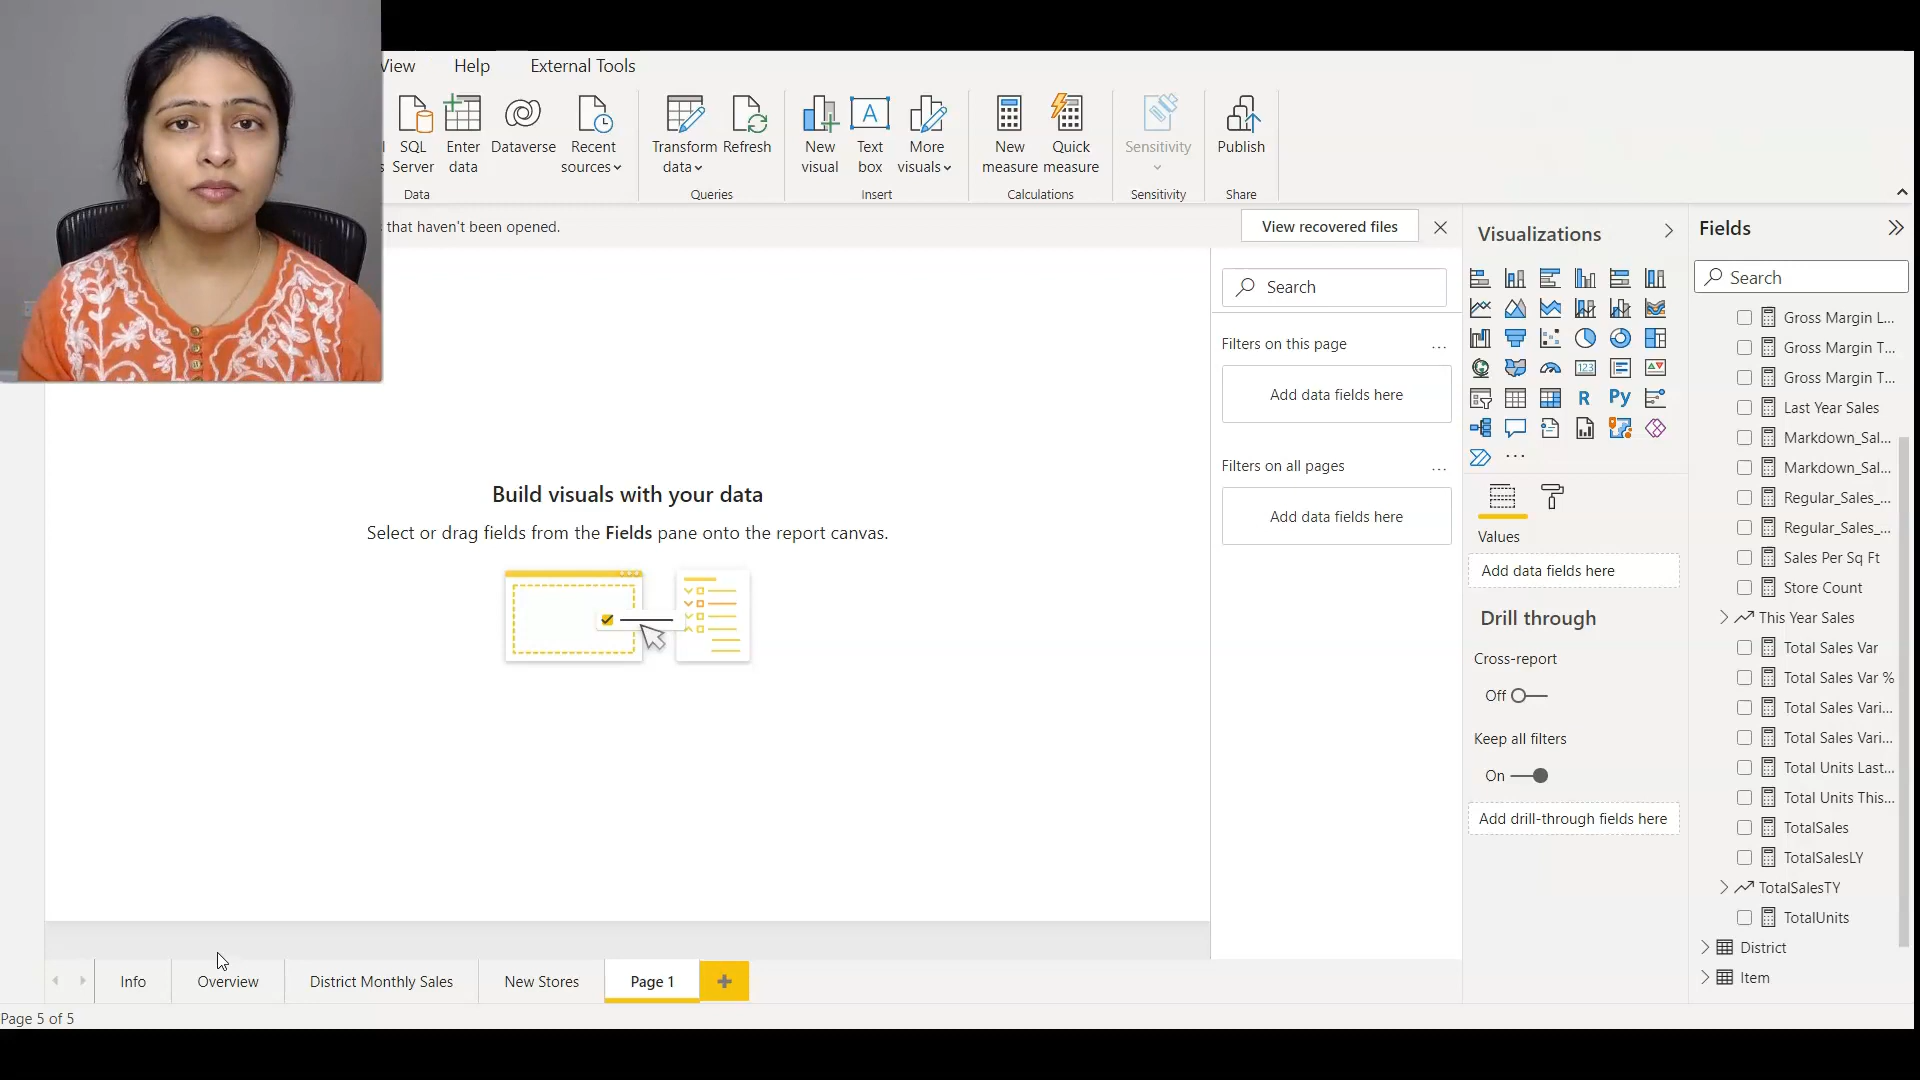 View Help External Tools
SQL Server
Enter data
Dataverse
Recent sources
Transform data
Refresh
New visual
Text box
More visuals
New measure
Quick measure
Sensitivity
Publish
Data
Queries
Insert
Calculations
Sensitivity
Share
that haven't been opened.
View recovered files
Search
Filters on this page ...
Add data fields here
Filters on all pages ...
Add data fields here
Build visuals with your data
Select or drag fields from the Fields pane onto the report canvas.
Visualizations
123
R
Py
...
Values
Add data fields here
Drill through
Cross-report
Off
Keep all filters
On
Add drill-through fields here
Fields
Search
Gross Margin L...
Gross Margin T...
Gross Margin T...
Last Year Sales
Markdown_Sal...
Markdown_Sal...
Regular_Sales_...
Regular_Sales_...
Sales Per Sq Ft
Store Count
This Year Sales
Total Sales Var
Total Sales Var %
Total Sales Vari...
Total Sales Vari...
Total Units Last...
Total Units This...
TotalSales
TotalSalesLY
TotalSalesTY
TotalUnits
District
Item
Info
Overview
District Monthly Sales
New Stores
Page 1
Page 5 of 5